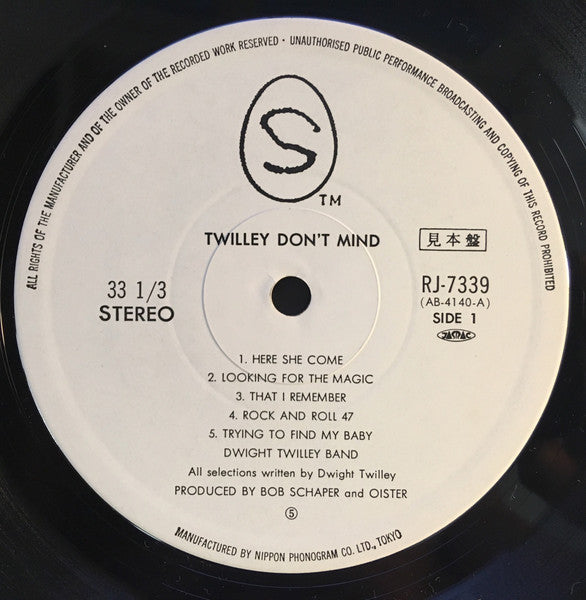 ALL RIGHTS OF THE MANUFACTURER AND OF THE OWNER OF THE RECORDED WORK RESERVED · UNAUTHORISED PUBLIC PERFORMANCE BROADCASTING AND COPYING OF THIS RECORD PROHIBITED
S
TM
TWILLEY DON'T MIND
見本盤
33 1/3
STEREO
RJ-7339
(AB-4140-A)
SIDE 1
JASRAC
1. HERE SHE COME
2. LOOKING FOR THE MAGIC
3. THAT I REMEMBER
4. ROCK AND ROLL 47
5. TRYING TO FIND MY BABY
DWIGHT TWILLEY BAND
All selections written by Dwight Twilley
PRODUCED BY BOB SCHAPER and OISTER
⑤
MANUFACTURED BY NIPPON PHONOGRAM CO. LTD., TOKYO